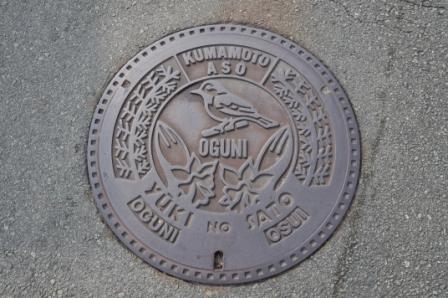 KUMAMOTO
ASO
OGUNI
YUKI NO SATO
OGUNI OSUI